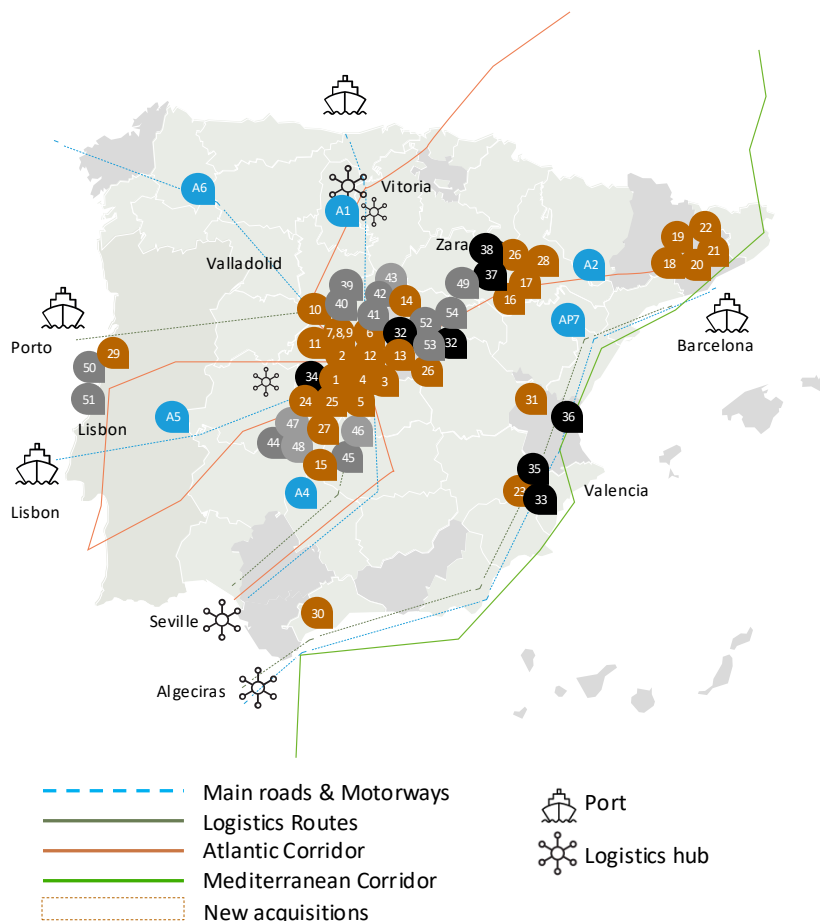 A6
Vitoria
A1
22
19
Zara
38
26
28
21
Valladolid
A2
18
20
37
39
43
49
17
42
40
14
16
10
41
54
AP7
52
7,8,9
6
32
32
11
53
Porto
29
2
12
13
Barcelona
50
26
34
1
4
3
51
31
24
25
5
A5
36
47
27
46
Lisbon
44
48
45
15
35
Lisbon
A4
23
33
Valencia
30
Seville
Algeciras
Main roads & Motorways
Port
Logistics Routes
Atlantic Corridor
Logistics hub
Mediterranean Corridor
New acquisitions